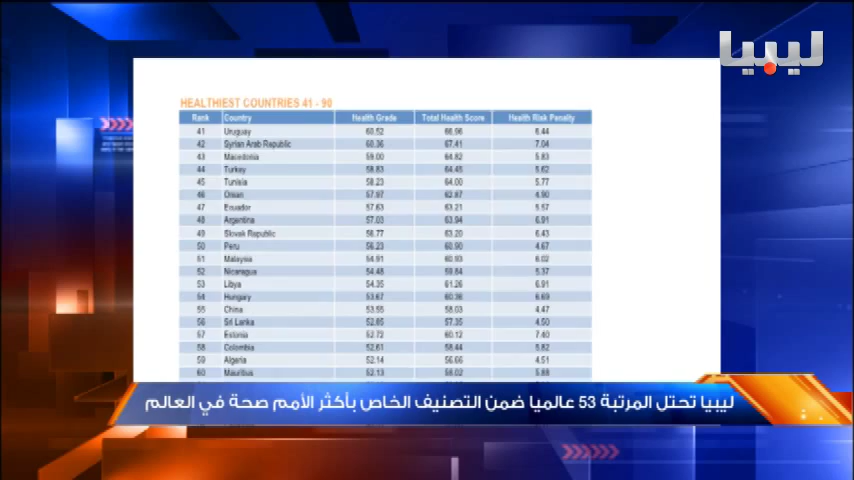 ليبيا
HEALTHIEST COUNTRIES 41 - 90
Rank Country Health Grade Total Health Score Health Risk Penalty
41 Uruguay 60.52 66.96 6.44
42 Syrian Arab Republic 60.36 67.41 7.04
43 Macedonia 59.00 64.82 5.83
44 Turkey 58.83 64.45 5.62
45 Tunisia 58.23 64.00 5.77
46 Oman 57.97 62.87 4.90
47 Ecuador 57.63 63.21 5.57
48 Argentina 57.03 63.94 6.91
49 Slovak Republic 56.77 63.20 6.43
50 Peru 56.23 60.90 4.67
51 Malaysia 54.91 60.93 6.02
52 Nicaragua 54.48 59.84 5.37
53 Libya 54.35 61.26 6.91
54 Hungary 53.67 60.36 6.69
55 China 53.55 58.03 4.47
56 Sri Lanka 52.85 57.35 4.50
57 Estonia 52.72 60.12 7.40
58 Colombia 52.61 58.44 5.82
59 Algeria 52.14 56.66 4.51
60 Mauritius 52.13 58.02 5.88
ليبيا تحتل المرتبة 53 عالميا ضمن التصنيف الخاص بأكثر الأمم صحة في العالم